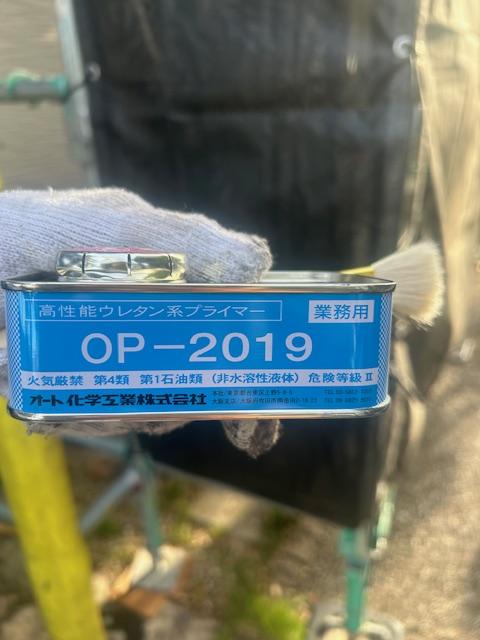 高性能ウレタン系プライマー
業務用
OP-2019
火気厳禁 第4類 第1石油類 (非水溶性液体) 危険等級Ⅱ
オート化学工業株式会社